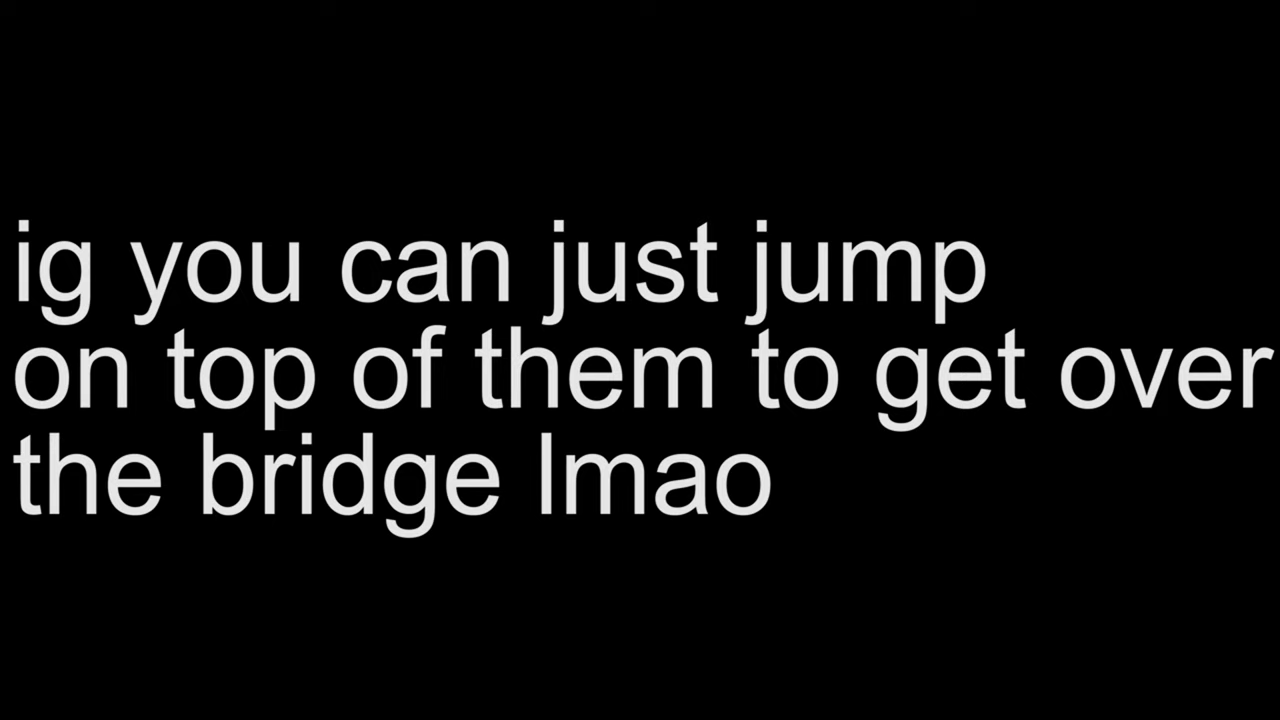 ig you can just jump
on top of them to get over
the bridge lmao